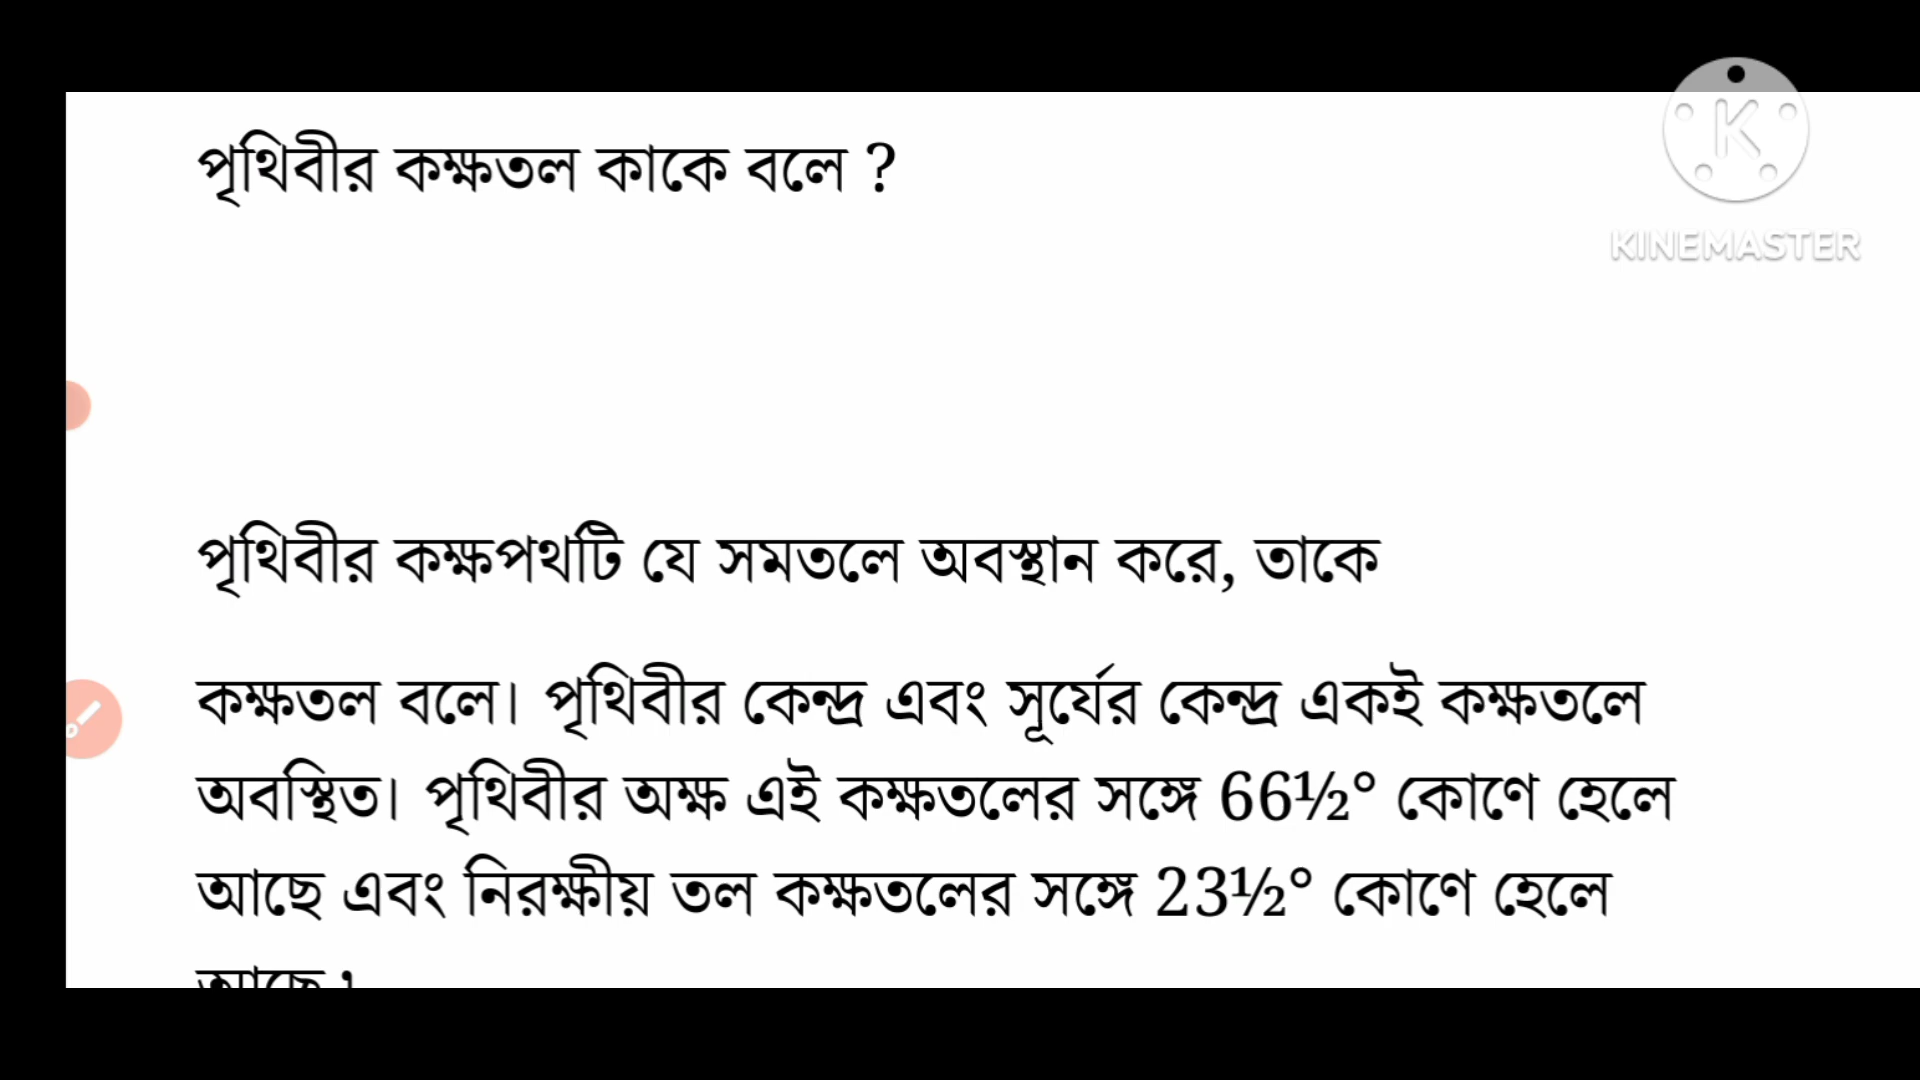 পৃথিবীর কক্ষতল কাকে বলে ?
K
KINEMASTER
পৃথিবীর কক্ষপথটি যে সমতলে অবস্থান করে, তাকে
কক্ষতল বলে। পৃথিবীর কেন্দ্র এবং সূর্যের কেন্দ্র একই কক্ষতলে
অবস্থিত। পৃথিবীর অক্ষ এই কক্ষতলের সঙ্গে 66½° কোণে হেলে
আছে এবং নিরক্ষীয় তল কক্ষতলের সঙ্গে 23½° কোণে হেলে